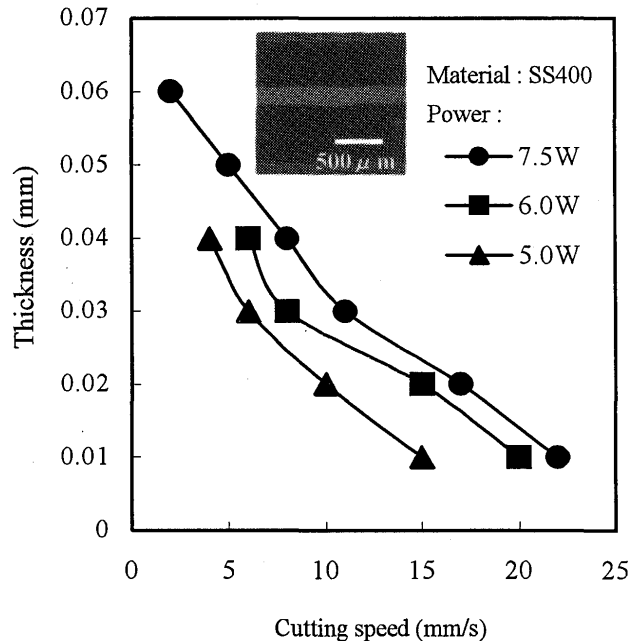 0.07
0.06
0.05
0.04
0.03
0.02
0.01
0
Thickness (mm)
500 μ m
Material : SS400
Power :
7.5W
6.0W
5.0W
0 5 10 15 20 25
Cutting speed (mm/s)